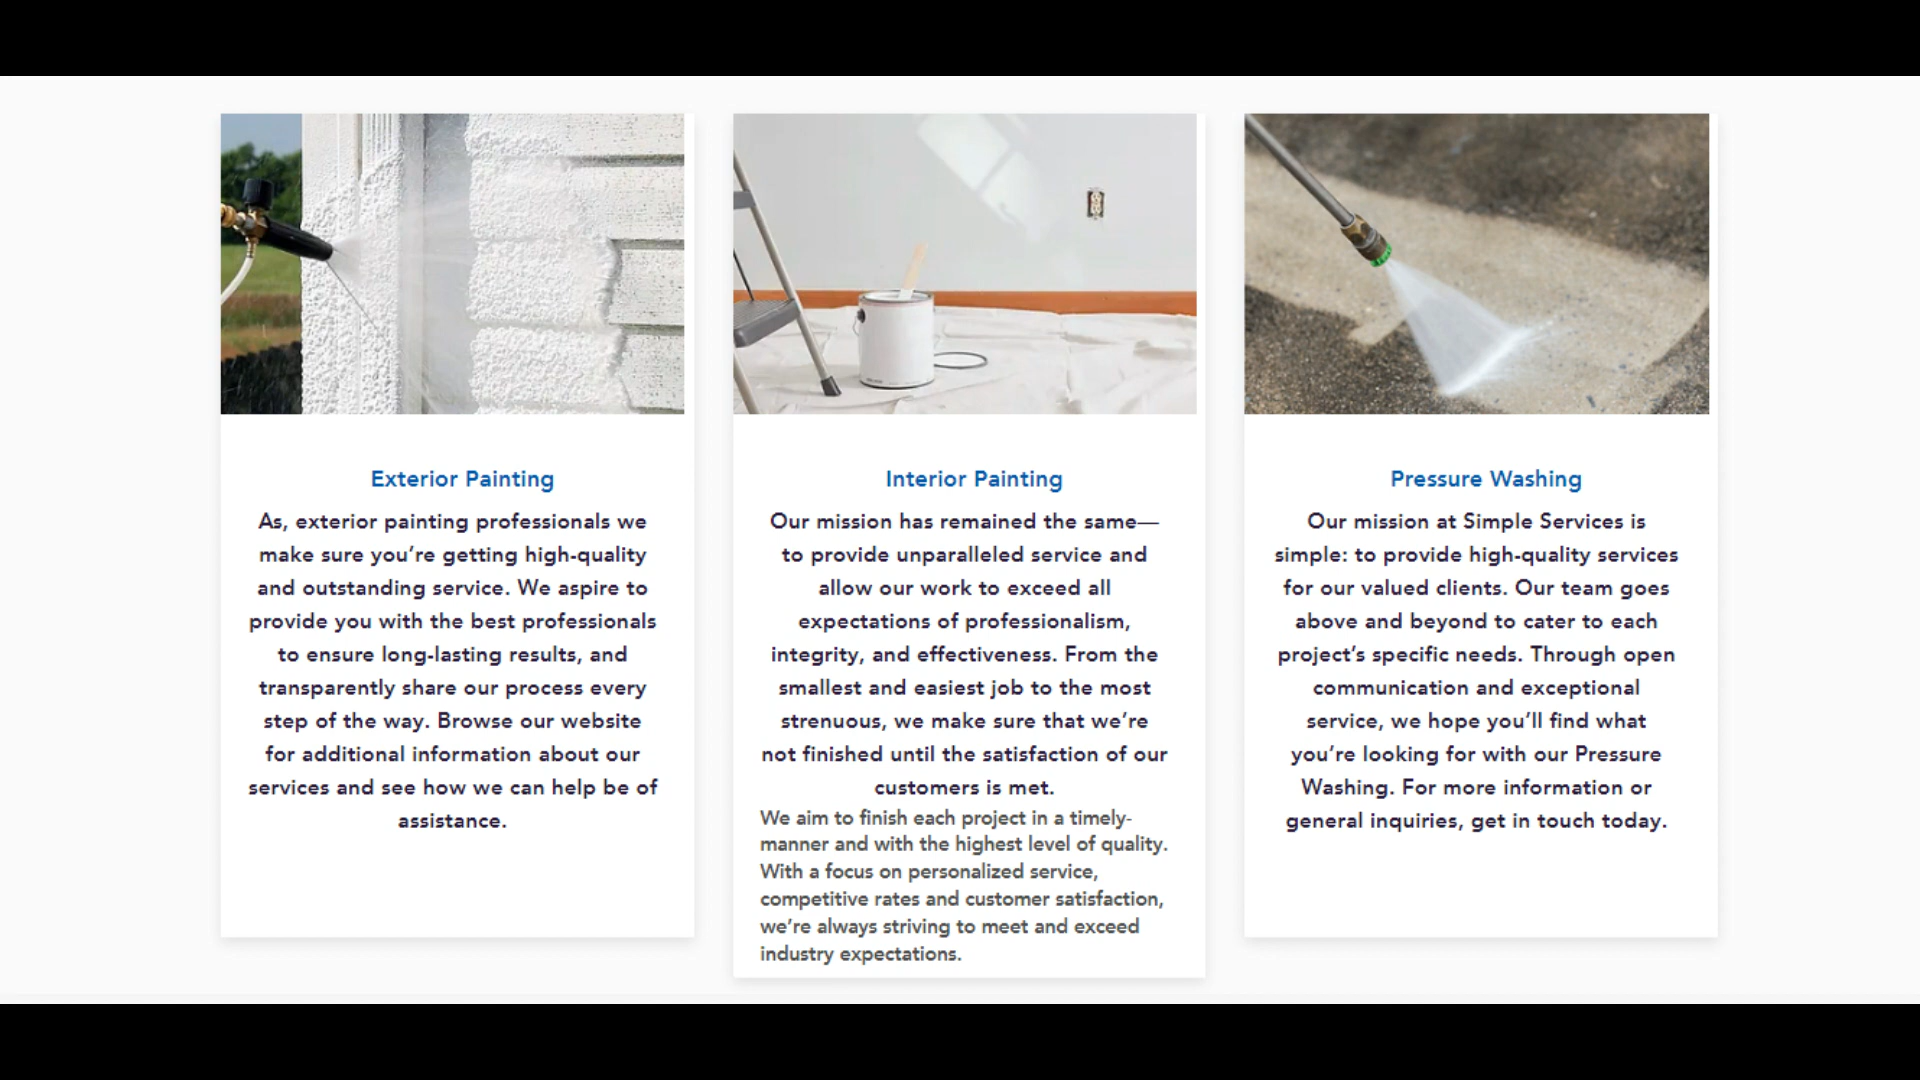 Exterior Painting
As, exterior painting professionals we
make sure you’re getting high-quality
and outstanding service. We aspire to
provide you with the best professionals
to ensure long-lasting results, and
transparently share our process every
step of the way. Browse our website
for additional information about our
services and see how we can help be of
assistance.
Interior Painting
Our mission has remained the same—
to provide unparalleled service and
allow our work to exceed all
expectations of professionalism,
integrity, and effectiveness. From the
smallest and easiest job to the most
strenuous, we make sure that we’re
not finished until the satisfaction of our
customers is met.
We aim to finish each project in a timely-
manner and with the highest level of quality.
With a focus on personalized service,
competitive rates and customer satisfaction,
we’re always striving to meet and exceed
industry expectations.
Pressure Washing
Our mission at Simple Services is
simple: to provide high-quality services
for our valued clients. Our team goes
above and beyond to cater to each
project’s specific needs. Through open
communication and exceptional
service, we hope you’ll find what
you’re looking for with our Pressure
Washing. For more information or
general inquiries, get in touch today.